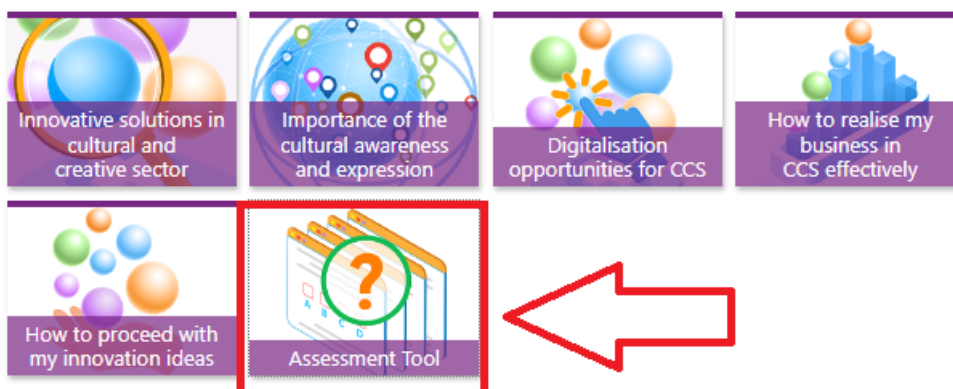 Innovative solutions in
cultural and
creative sector
Importance of the
cultural awareness
and expression
Digitalisation
opportunities for CCS
How to realise my
business in
CCS effectively
How to proceed with
my innovation ideas
?
A B C D
Assessment Tool